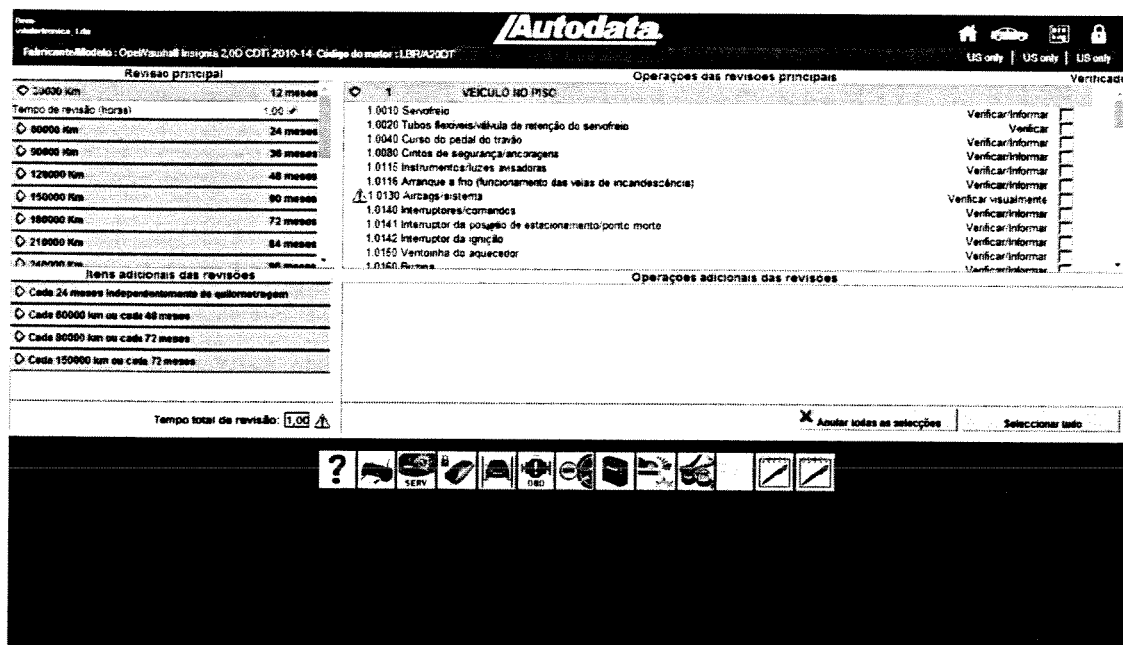 Autodata.
Fabricante/Modelo : Opel/Vauxhall Insignia 2,0D CDTi 2010-14 Código do motor : LBR/A20DT
US only | US only | US only
Revisão principal
12 meses
Tempo de revisão (horas) 1,00
60000 Km 24 meses
90000 Km 36 meses
120000 Km 48 meses
150000 Km 60 meses
180000 Km 72 meses
210000 Km 84 meses
240000 Km 96 meses
Itens adicionais das revisões
Cada 24 meses independentemente de quilometragem
Cada 60000 km ou cada 48 meses
Cada 90000 km ou cada 72 meses
Cada 150000 km ou cada 72 meses
Tempo total de revisão: 1,00
Operações das revisões principais
Verificado
1 VEÍCULO NO PISO
1.0010 Servofreio Verificar/Informar
1.0020 Tubos flexíveis/válvula de retenção do servofreio Verificar
1.0040 Curso do pedal do travão Verificar/Informar
1.0080 Cintos de segurança/ancoragens Verificar/Informar
1.0115 Instrumentos/luzes avisadoras Verificar/Informar
1.0116 Arranque a frio (funcionamento das velas de incandescência) Verificar/Informar
1.0130 Airbags/sistema Verificar visualmente
1.0140 Interruptores/comandos Verificar/Informar
1.0141 Interruptor da posição de estacionamento/ponto morto Verificar/Informar
1.0142 Interruptor da ignição Verificar/Informar
1.0150 Ventoinha do aquecedor Verificar/Informar
1.0160 Buzina Verificar/Informar
Operações adicionais das revisões
Anular todas as selecções
Seleccionar tudo
? SERV OBD